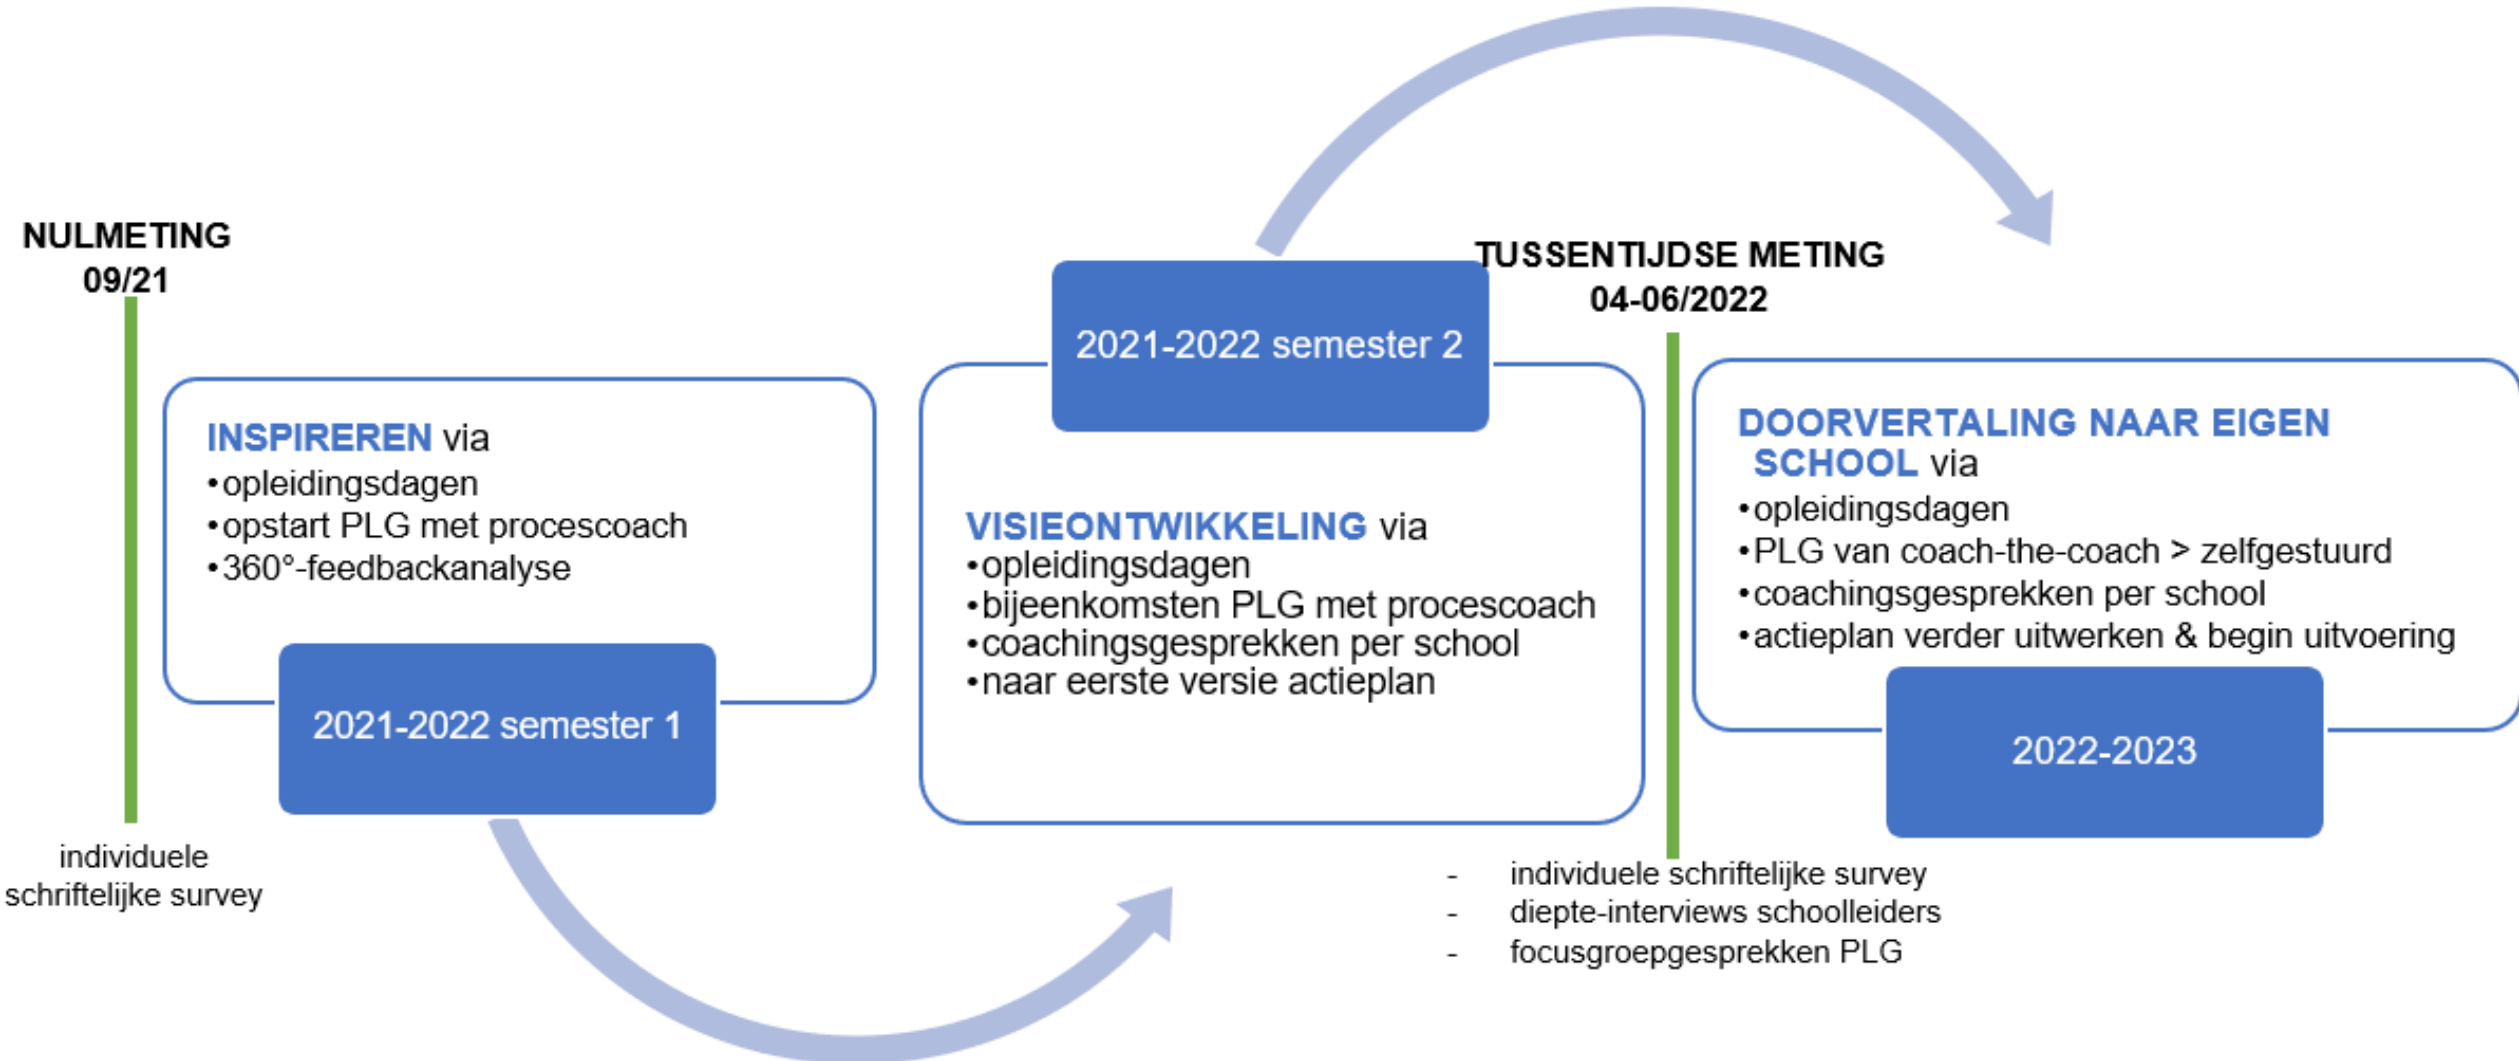 NULMETING
09/21
individuele
schriftelijke survey
INSPIREREN via
•opleidingsdagen
•opstart PLG met procescoach
•360°-feedbackanalyse
2021-2022 semester 1
2021-2022 semester 2
VISIEONTWIKKELING via
•opleidingsdagen
•bijeenkomsten PLG met procescoach
•coachingsgesprekken per school
•naar eerste versie actieplan
TUSSENTIJDSE METING
04-06/2022
- individuele schriftelijke survey
- diepte-interviews schoolleiders
- focusgroepgesprekken PLG
DOORVERTALING NAAR EIGEN
SCHOOL via
•opleidingsdagen
•PLG van coach-the-coach > zelfgestuurd
•coachingsgesprekken per school
•actieplan verder uitwerken & begin uitvoering
2022-2023